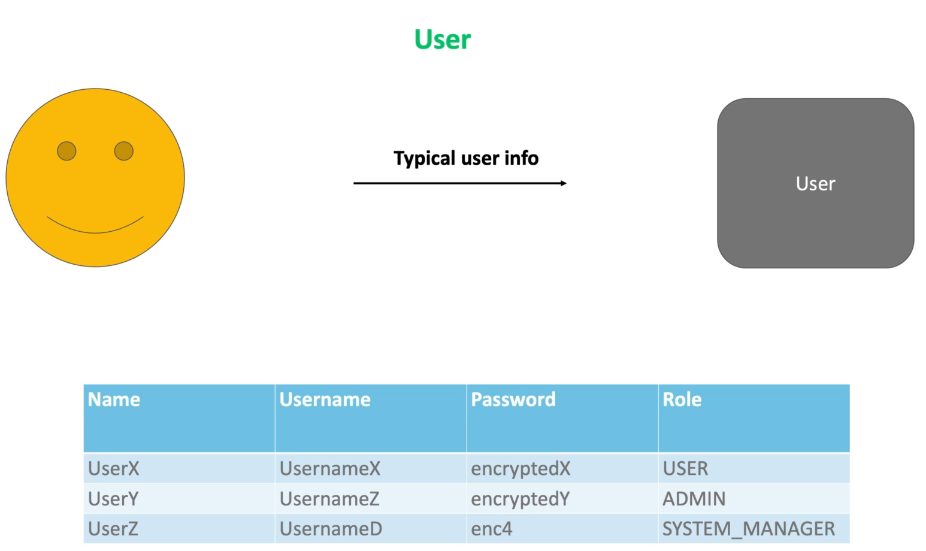 User
Typical user info
User
Name Username Password Role
UserX UsernameX encryptedX USER
UserY UsernameZ encryptedY ADMIN
UserZ UsernameD enc4 SYSTEM_MANAGER